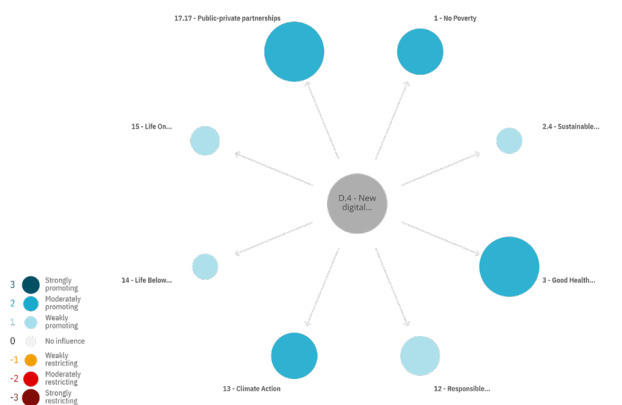 17.17 - Public-private partnerships
1 - No Poverty
15 - Life On...
2.4 - Sustainable...
D.4 - New
digital...
14 - Life Below...
3 - Good Health...
13 - Climate Action
12 - Responsible...
3 Strongly
promoting
2 Moderately
promoting
1 Weakly
promoting
0 No influence
-1 Weakly
restricting
-2 Moderately
restricting
-3 Strongly
restricting